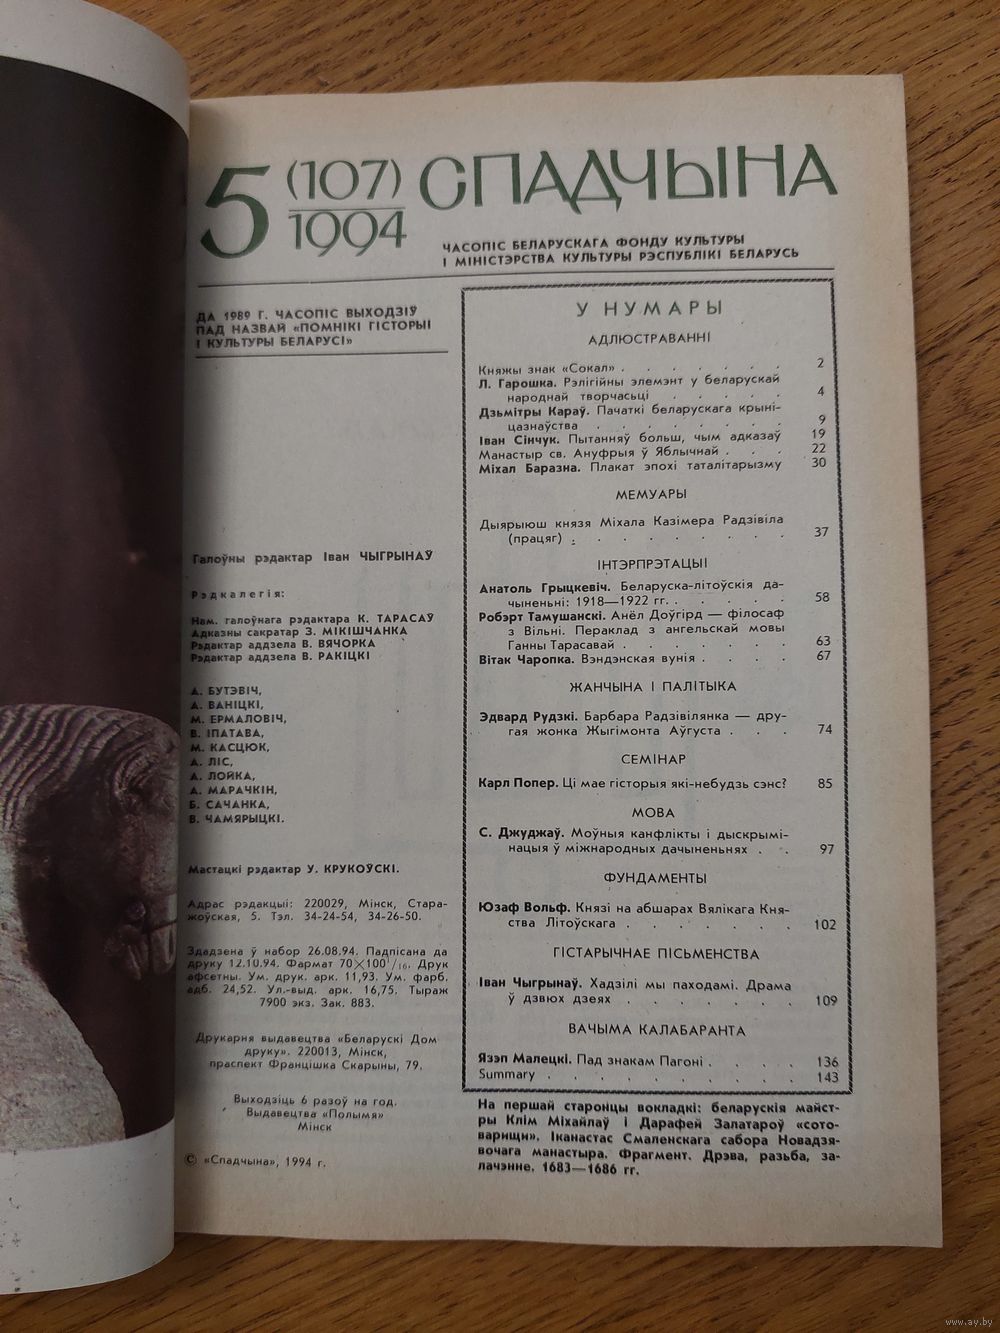 5 (107) 1994 СПАДЧЫНА
ЧАСОПІС БЕЛАРУСКАГА ФОНДУ КУЛЬТУРЫ
І МІНІСТЭРСТВА КУЛЬТУРЫ РЭСПУБЛІКІ БЕЛАРУСЬ
ДА 1989 Г. ЧАСОПІС ВЫХОДЗІЎ
ПАД НАЗВАЙ «ПОМНІКІ ГІСТОРЫІ
І КУЛЬТУРЫ БЕЛАРУСІ»
Галоўны рэдактар Іван ЧЫГРЫНАЎ
Рэдкалегія:
Нам. галоўнага рэдактара К. ТАРАСАЎ
Адказны сакратар З. МІКІШЧАНКА
Рэдактар аддзела В. ВЯЧОРКА
Рэдактар аддзела В. РАКІЦКІ
А. БУТЭВІЧ,
А. ВАНІЦКІ,
М. ЕРМАЛОВІЧ,
В. ІПАТАВА,
М. КАСЦЮК,
А. ЛІС,
А. ЛОЙКА,
А. МАРАЧКІН,
Б. САЧАНКА,
В. ЧАМЯРЫЦКІ.
Мастацкі рэдактар У. КРУКОЎСКІ.
Адрас рэдакцыі: 220029, Мінск, Стара-
жоўская, 5. Тэл. 34-24-54, 34-26-50.
Здадзена ў набор 26.08.94. Падпісана да
друку 12.10.94. Фармат 70×100 1/16. Друк
афсетны. Ум. друк. арк. 11,93. Ум. фарб.
адб. 24,52. Ул.-выд. арк. 16,75. Тыраж
7900 экз. Зак. 883.
Друкарня выдавецтва «Беларускі Дом
друку». 220013, Мінск,
праспект Францішка Скарыны, 79.
Выходзіць 6 разоў на год.
Выдавецтва «Полымя»
Мінск
© «Спадчына», 1994 г.
У НУМАРЫ
АДЛЮСТРАВАННІ
Княжы знак «Сокал» . . . . . . . 2
Л. Гарошка. Рэлігійны элемэнт у беларускай
народнай творчасьці . . . . . 4
Дзьмітры Караў. Пачаткі беларускага крыні-
цазнаўства . . . . . . . 9
Іван Сінчук. Пытанняў больш, чым адказаў 19
Манастыр св. Ануфрыя ў Яблычнай . . . 22
Міхал Баразна. Плакат эпохі таталітарызму 30
МЕМУАРЫ
Дыярыюш князя Міхала Казімера Радзівіла
(працяг) . . . . . . . . 37
ІНТЭРПРЭТАЦЫІ
Анатоль Грыцкевіч. Беларуска-літоўскія да-
чыненьні: 1918—1922 гг. . . . . . 58
Робэрт Тамушанскі. Анёл Доўгірд — філосаф
з Вільні. Пераклад з ангельскай мовы
Ганны Тарасавай . . . . . . 63
Вітак Чаропка. Вэндэнская вунія . . . . 67
ЖАНЧЫНА І ПАЛІТЫКА
Эдвард Рудзкі. Барбара Радзівілянка — дру-
гая жонка Жыгімонта Аўгуста . . . 74
СЕМІНАР
Карл Попер. Ці мае гісторыя які-небудзь сэнс? 85
МОВА
С. Джуджаў. Моўныя канфлікты і дыскрымі-
нацыя ў міжнародных дачыненьнях . . 97
ФУНДАМЕНТЫ
Юзаф Вольф. Князі на абшарах Вялікага Кня-
ства Літоўскага . . . . . . . 102
ГІСТАРЫЧНАЕ ПІСЬМЕНСТВА
Іван Чыгрынаў. Хадзілі мы паходамі. Драма
ў дзвюх дзеях . . . . . . . 109
ВАЧЫМА КАЛАБАРАНТА
Язэп Малецкі. Пад знакам Пагоні . . . . 136
Summary . . . . . . . . . 143
На першай старонцы вокладкі: беларускія майст-
ры Клім Міхайлаў і Дарафей Залатароў «сото-
варищи». Іканастас Смаленскага сабора Новадзя-
вочага манастыра. Фрагмент. Дрэва, разьба, за-
лачэнне. 1683—1686 гг.
www.ay.by